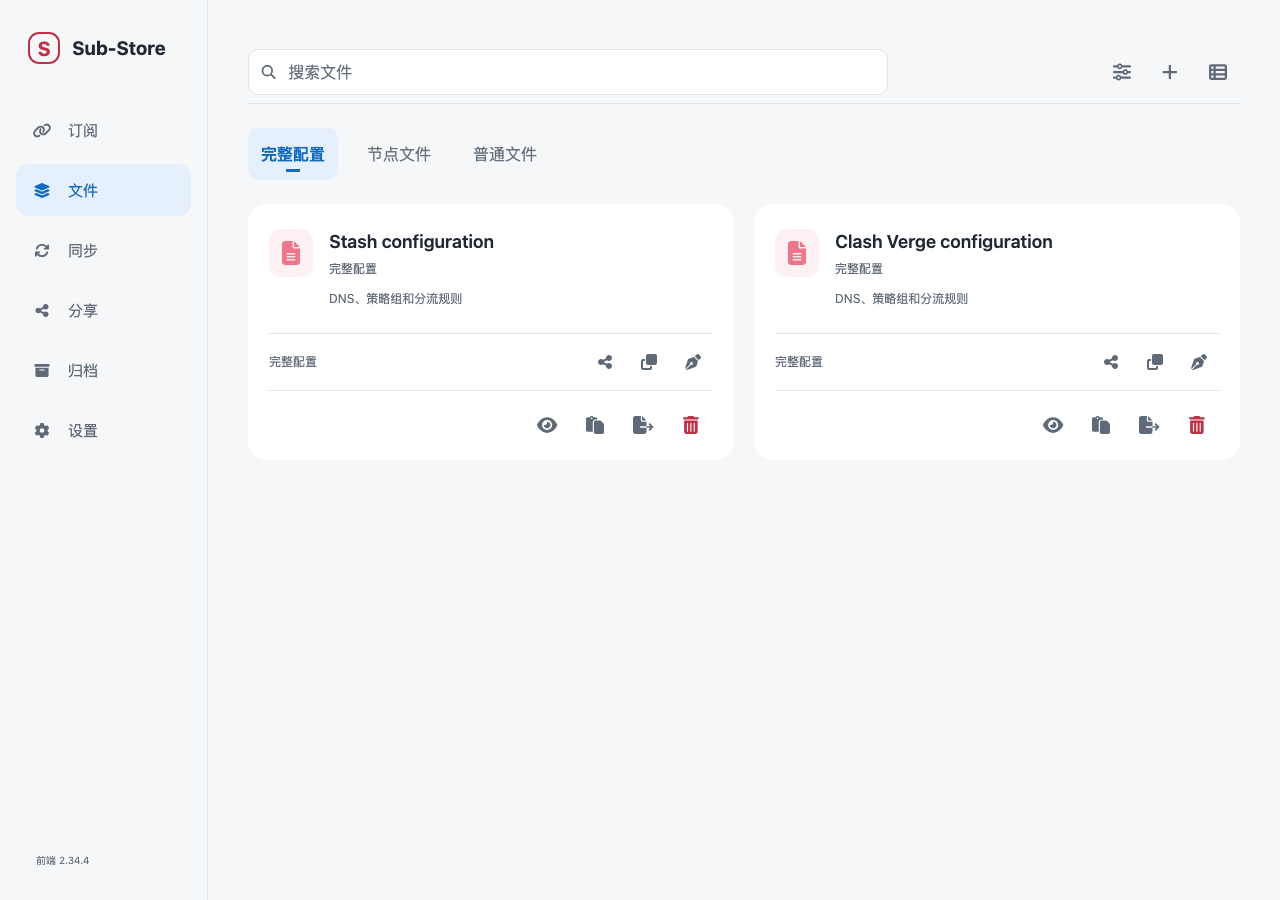 S Sub-Store
订阅
文件
同步
分享
归档
设置
前端 2.34.4
搜索文件
完整配置 节点文件 普通文件
Stash configuration
完整配置
DNS、策略组和分流规则
完整配置
Clash Verge configuration
完整配置
DNS、策略组和分流规则
完整配置